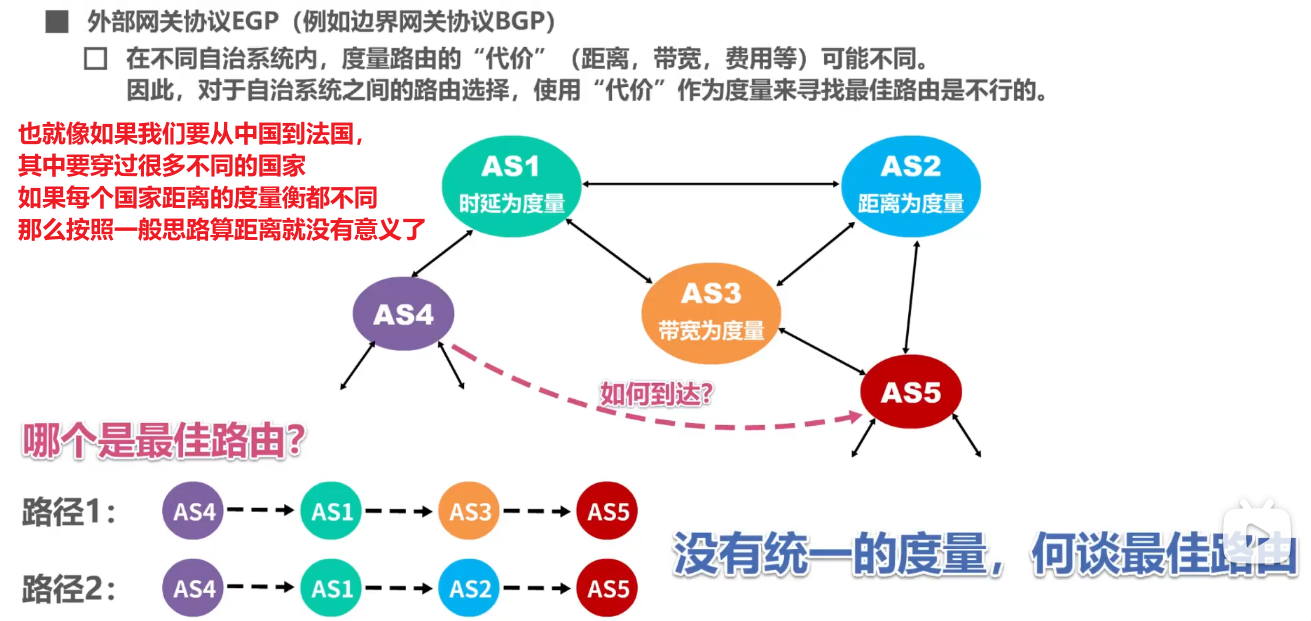 外部网关协议EGP（例如边界网关协议BGP）
在不同自治系统内，度量路由的“代价”（距离，带宽，费用等）可能不同。
因此，对于自治系统之间的路由选择，使用“代价”作为度量来寻找最佳路由是不行的。
也就像如果我们要从中国到法国，
其中要穿过很多不同的国家
如果每个国家距离的度量衡都不同
那么按照一般思路算距离就没有意义了
AS1
时延为度量
AS2
距离为度量
AS3
带宽为度量
AS4
AS5
如何到达？
哪个是最佳路由？
路径1： AS4 AS1 AS3 AS5
路径2： AS4 AS1 AS2 AS5
没有统一的度量，何谈最佳路由